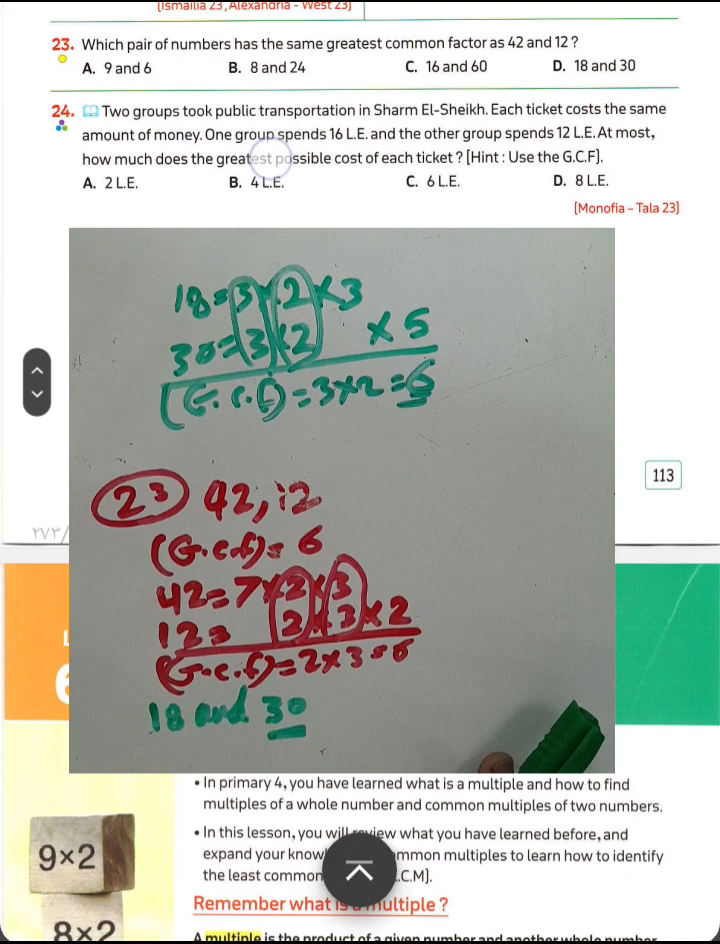 [Ismailia 23, Alexandria - West 23]
23. Which pair of numbers has the same greatest common factor as 42 and 12 ?
A. 9 and 6 B. 8 and 24 C. 16 and 60 D. 18 and 30
24. Two groups took public transportation in Sharm El-Sheikh. Each ticket costs the same
amount of money. One group spends 16 L.E. and the other group spends 12 L.E. At most,
how much does the greatest possible cost of each ticket ? [Hint : Use the G.C.F].
A. 2 L.E. B. 4 L.E. C. 6 L.E. D. 8 L.E.
[Monofia - Tala 23]
18 = 3 × 2 × 3
30 = 3 × 2 × 5
(G.C.f) = 3 × 2 = 6
23 42, 12
(G.C.f) = 6
42 = 7 × 2 × 3
12 = 2 × 3 × 2
(G.C.f) = 2 × 3 = 6
18 and 30
113
6
• In primary 4, you have learned what is a multiple and how to find
multiples of a whole number and common multiples of two numbers.
• In this lesson, you will review what you have learned before, and
expand your know mmon multiples to learn how to identify
the least common .C.M].
Remember what is multiple ?
A multiple is the product of a given number and another whole number
9×2
8×2